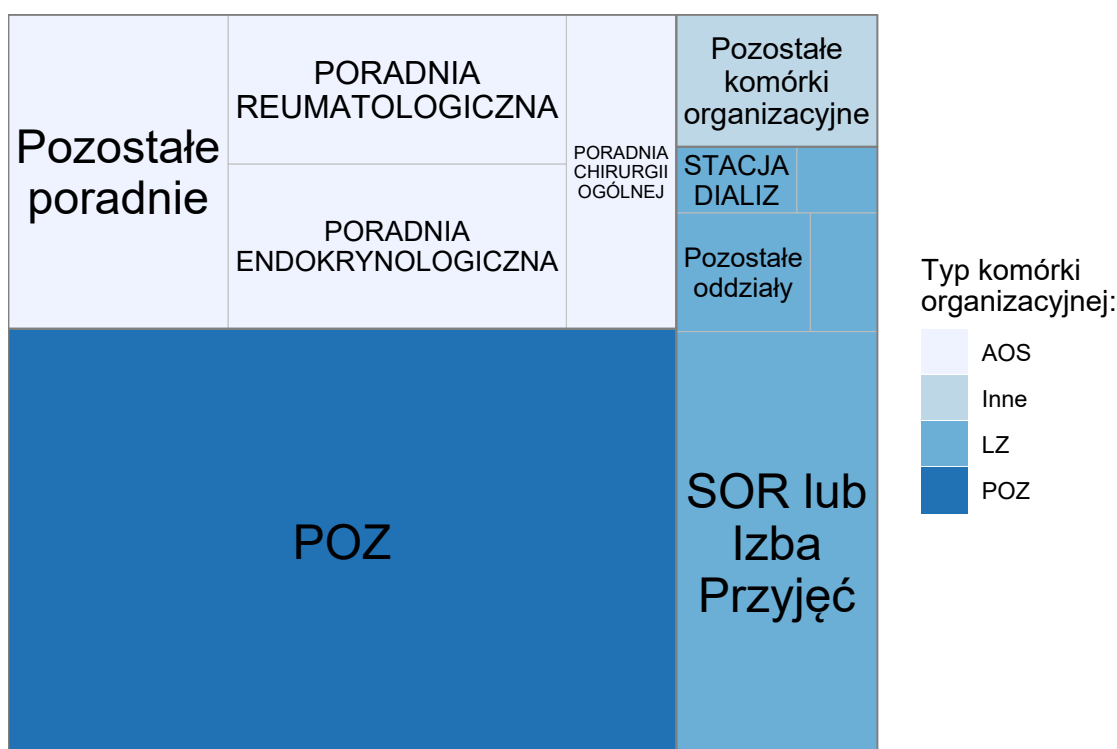 Pozostałe
poradnie
PORADNIA
REUMATOLOGICZNA
PORADNIA
ENDOKRYNOLOGICZNA
PORADNIA
CHIRURGII
OGÓLNEJ
Pozostałe
komórki
organizacyjne
STACJA
DIALIZ
Pozostałe
oddziały
POZ
SOR lub
Izba
Przyjęć
Typ komórki
organizacyjnej:
AOS
Inne
LZ
POZ